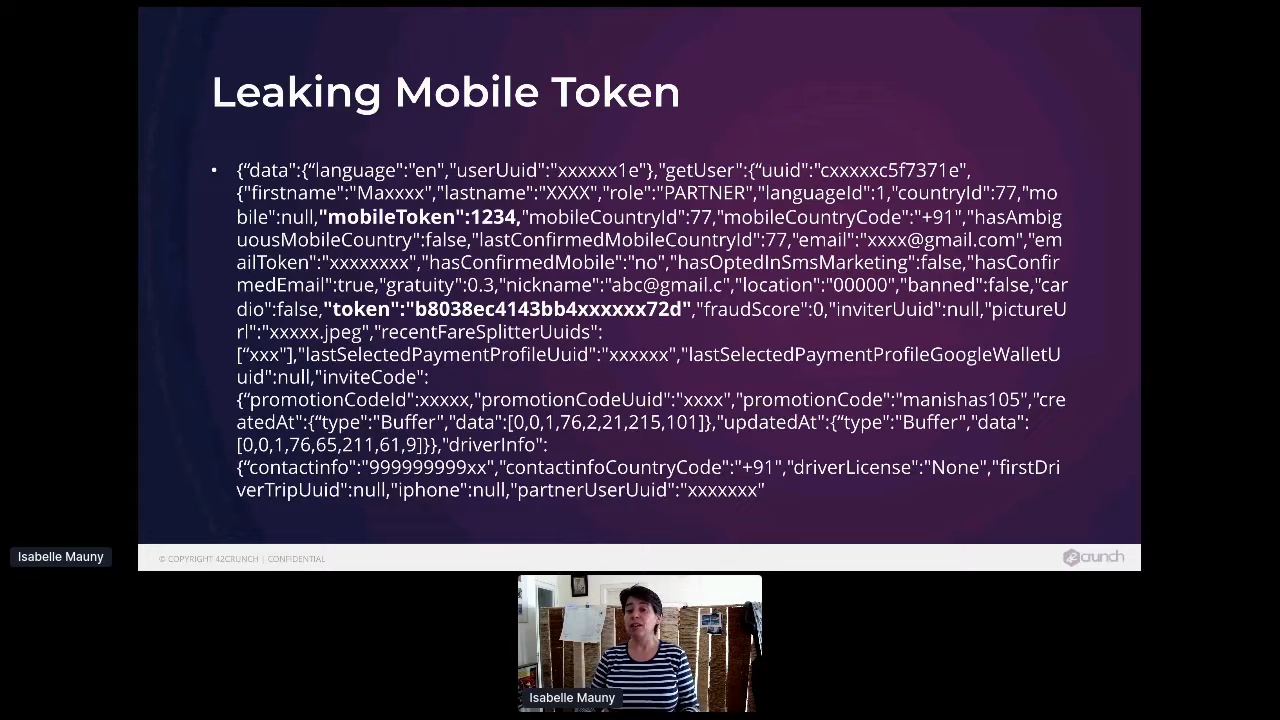 Leaking Mobile Token
• {“data":{“language":"en","userUuid":"xxxxxx1e"},"getUser":{“uuid":"cxxxxxc5f7371e",
{"firstname":"Maxxxx","lastname":"XXXX","role":"PARTNER","languageId":1,"countryId":77,"mo
bile":null,"mobileToken":1234,"mobileCountryId":77,"mobileCountryCode":"+91","hasAmbig
uousMobileCountry":false,"lastConfirmedMobileCountryId":77,"email":"xxxx@gmail.com","em
ailToken":"xxxxxxxx","hasConfirmedMobile":"no","hasOptedInSmsMarketing":false,"hasConfir
medEmail":true,"gratuity":0.3,"nickname":"abc@gmail.c","location":"00000","banned":false,"car
dio":false,"token":"b8038ec4143bb4xxxxxx72d","fraudScore":0,"inviterUuid":null,"pictureU
rl":"xxxxx.jpeg","recentFareSplitterUuids":
[“xxx"],"lastSelectedPaymentProfileUuid":"xxxxxx","lastSelectedPaymentProfileGoogleWalletU
uid":null,"inviteCode":
{“promotionCodeId":xxxxx,"promotionCodeUuid":"xxxx","promotionCode":"manishas105","cre
atedAt":{“type":"Buffer","data":[0,0,1,76,2,21,215,101]},"updatedAt":{“type":"Buffer","data":
[0,0,1,76,65,211,61,9]}},"driverInfo":
{“contactinfo":"999999999xx","contactinfoCountryCode":"+91","driverLicense":"None","firstDri
verTripUuid":null,"iphone":null,"partnerUserUuid":"xxxxxxx"
Isabelle Mauny
© COPYRIGHT 42CRUNCH | CONFIDENTIAL
crunch
Isabelle Mauny